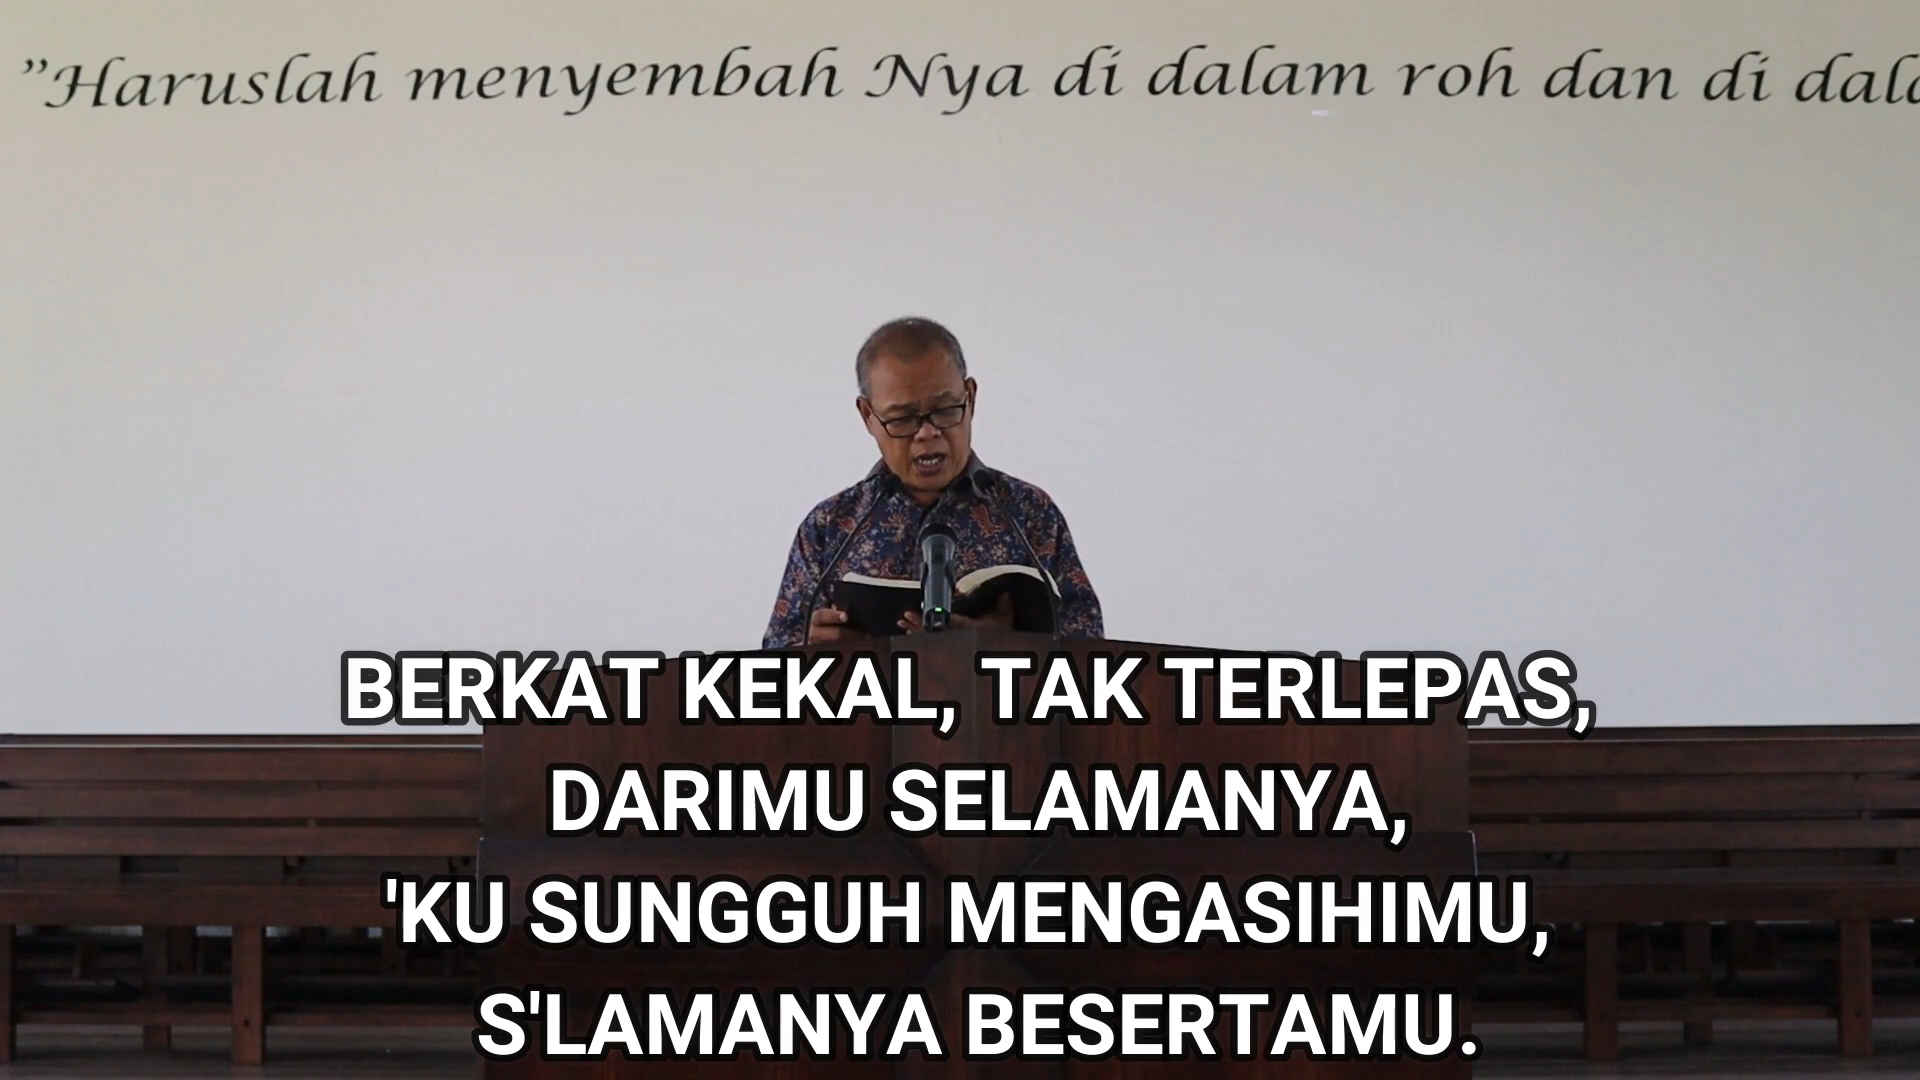 "Haruslah menyembah Nya di dalam roh dan di
BERKAT KEKAL, TAK TERLEPAS,
DARIMU SELAMANYA,
'KU SUNGGUH MENGASIHIMU,
S'LAMANYA BESERTAMU.